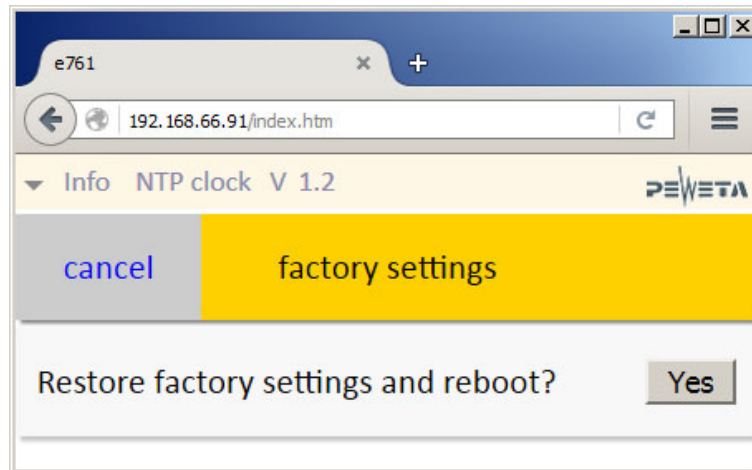 e761
192.168.66.91/index.htm
Info NTP clock V 1.2
PEWETA
cancel factory settings
Restore factory settings and reboot? Yes